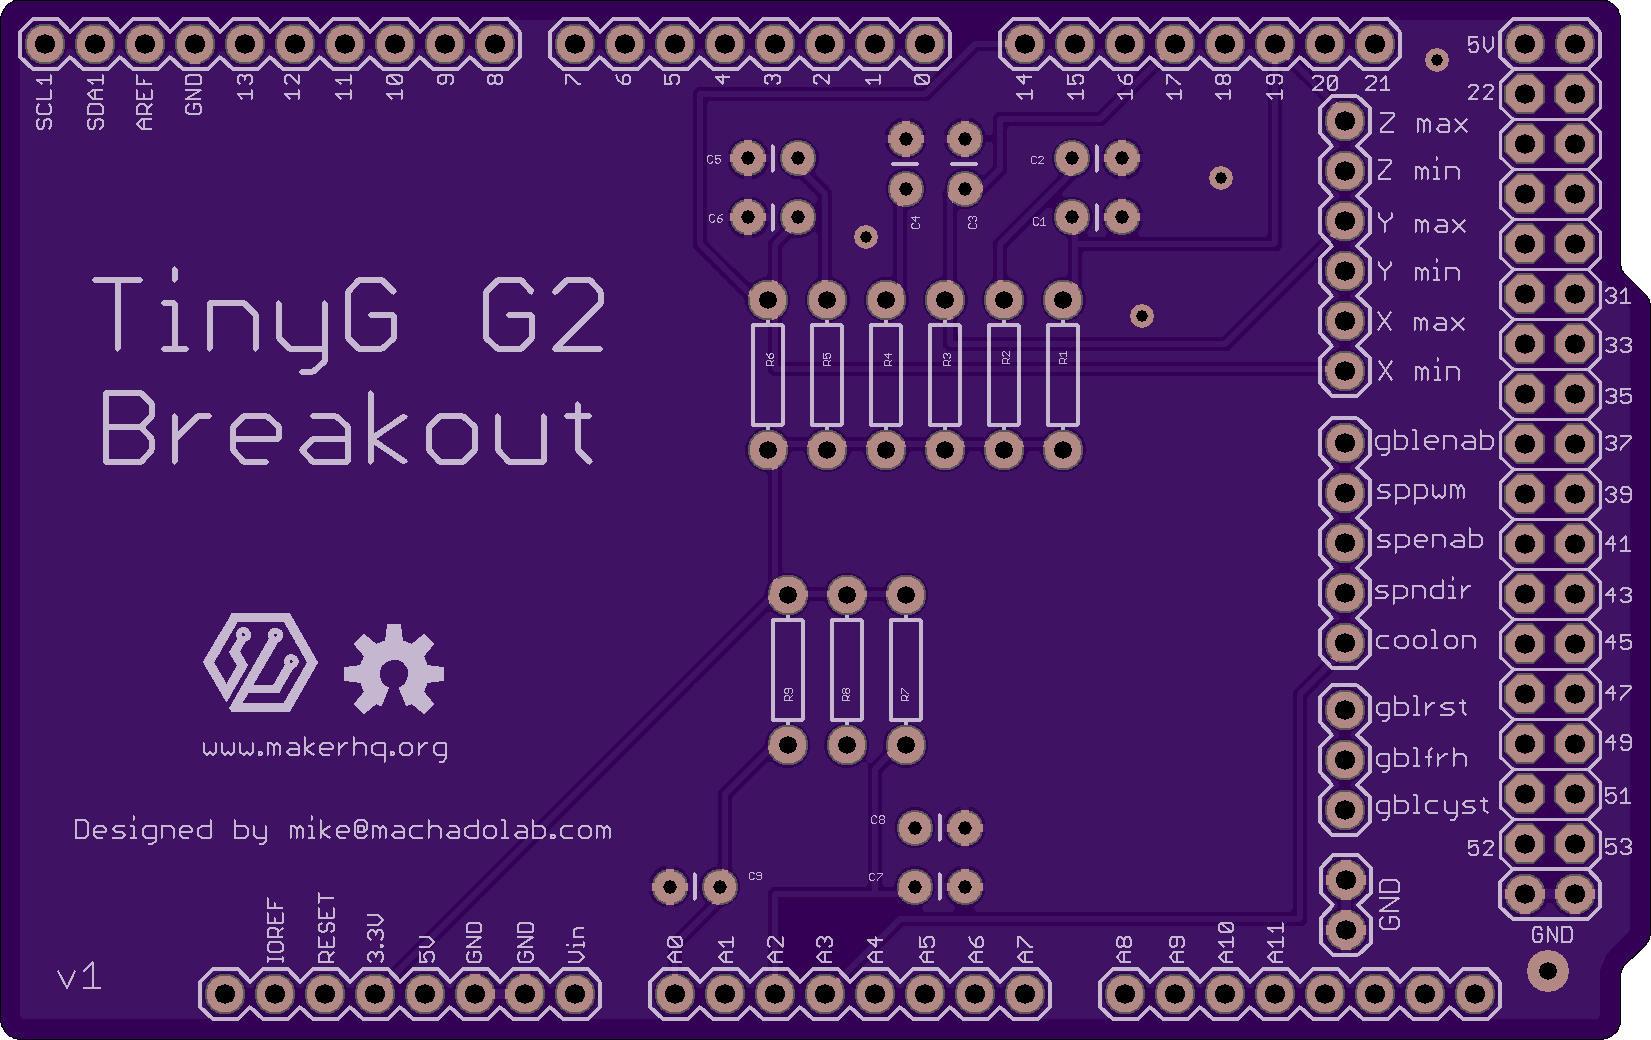 SCL1 SDA1 AREF GND 13 12 11 10 9 8 7 6 5 4 3 2 1 0 14 15 16 17 18 19 20 21
5V
22
Z max
Z min
Y max
Y min
X max
X min
C5
C6
C4
C3
C2
C1
R6 R5 R4 R3 R2 R1
TinyG G2
Breakout
gblenab
sppwm
spenab
spndir
coolon
gblrst
gblfrh
gblcyst
GND
31
33
35
37
39
41
43
45
47
49
51
52 53
GND
R9 R8 R7
C8
C7
C9
www.makerhq.org
Designed by mike@machadolab.com
v1
IOREF RESET 3.3V 5V GND GND Vin A0 A1 A2 A3 A4 A5 A6 A7 A8 A9 A10 A11